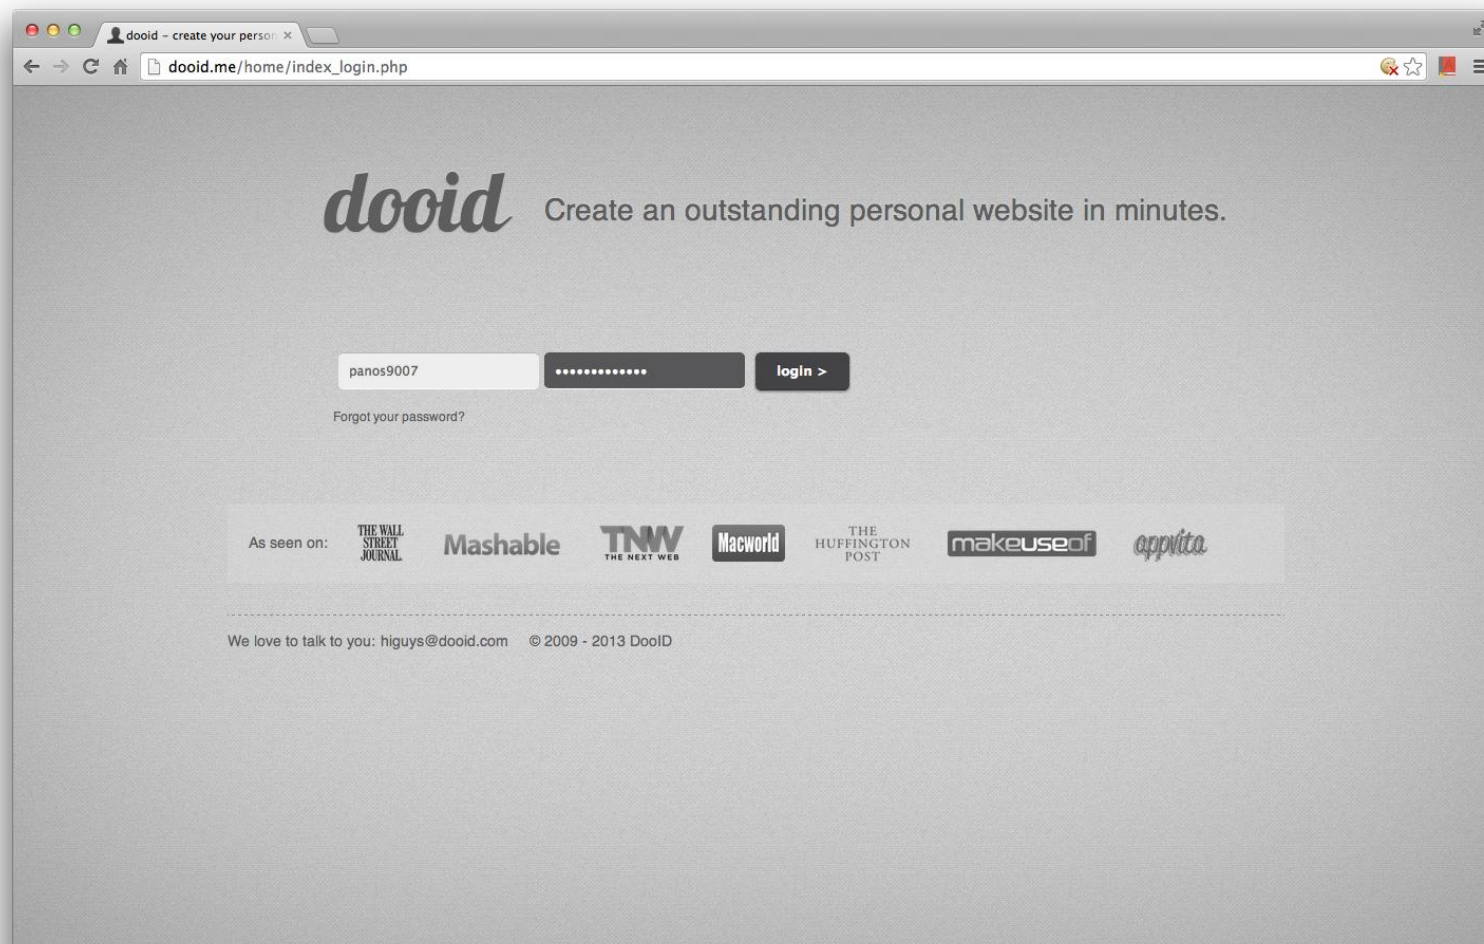 dooid – create your person
dooid.me/home/index_login.php
dooid Create an outstanding personal website in minutes.
panos9007 ••••••••••••• login >
Forgot your password?
As seen on: THE WALL STREET JOURNAL. Mashable TNW THE NEXT WEB Macworld THE HUFFINGTON POST makeuseof appvita
We love to talk to you: higuys@dooid.com © 2009 - 2013 DooID